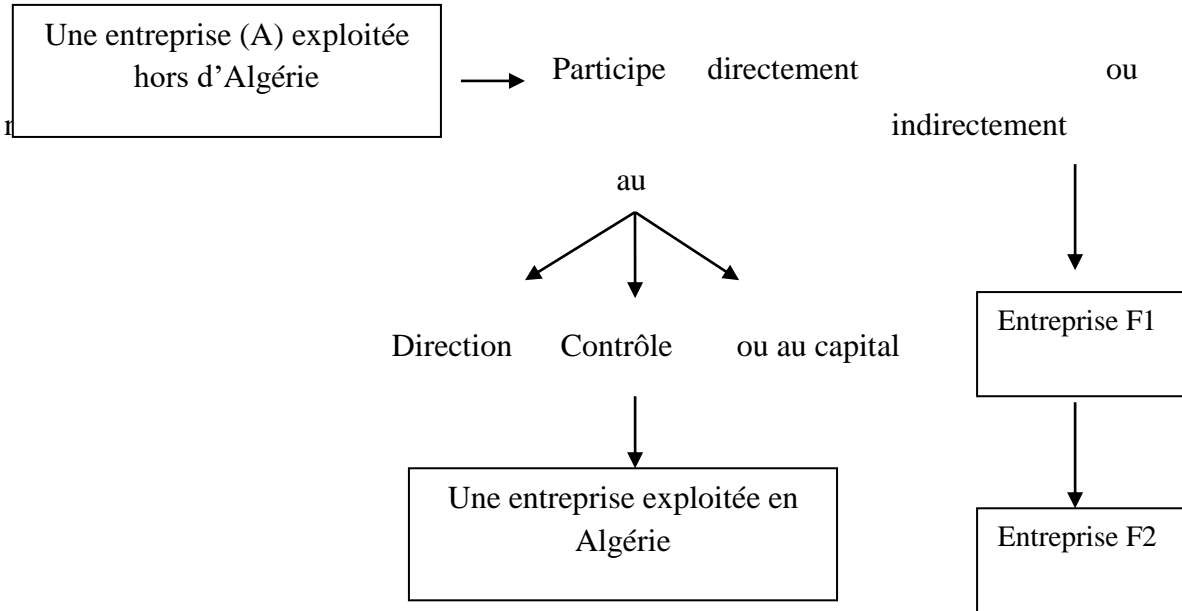 Une entreprise (A) exploitée
hors d’Algérie
Participe directement ou
indirectement
au
Direction Contrôle ou au capital
Entreprise F1
Une entreprise exploitée en
Algérie
Entreprise F2